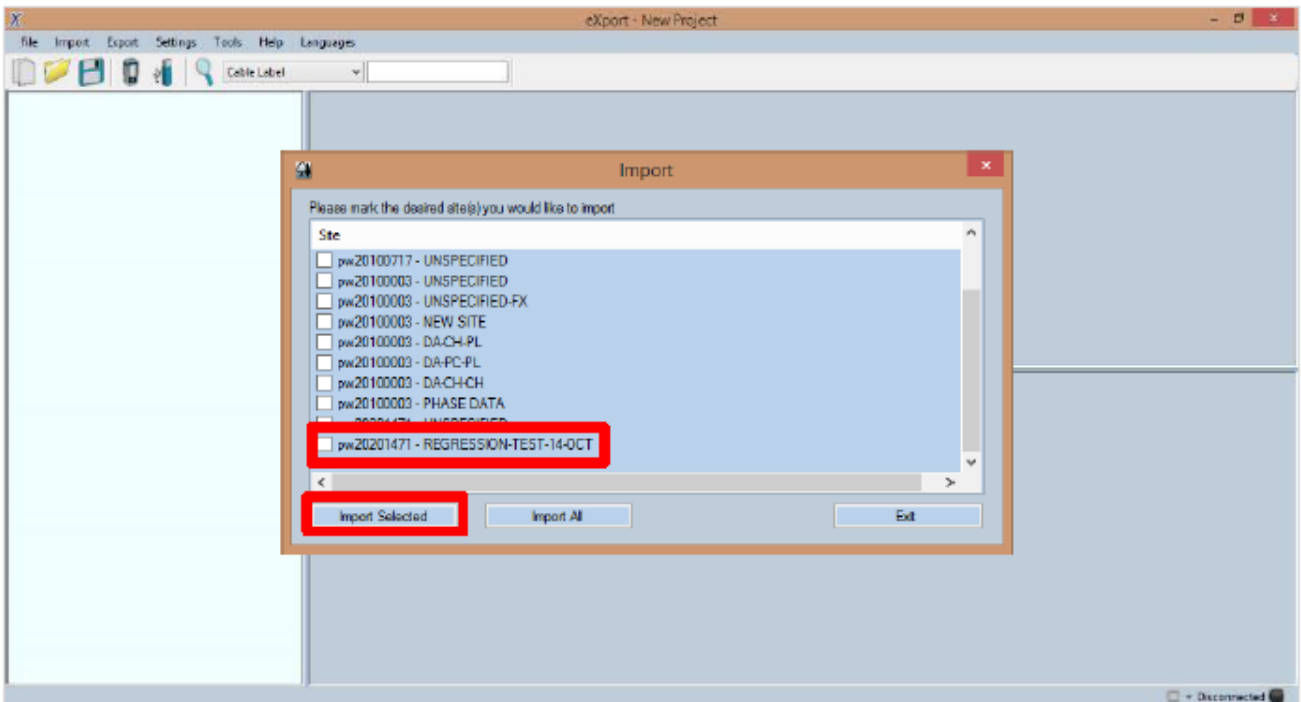 X eXport - New Project
File Import Export Settings Tools Help Languages
Cable Label
Import
Please mark the desired site(s) you would like to import
Site
pw20100717 - UNSPECIFIED
pw20100003 - UNSPECIFIED
pw20100003 - UNSPECIFIED-FX
pw20100003 - NEW SITE
pw20100003 - DA-CH-PL
pw20100003 - DA-PC-PL
pw20100003 - DA-CH-CH
pw20100003 - PHASE DATA
pw20201471 - REGRESSION-TEST-14-OCT
Import Selected Import All Exit
Disconnected